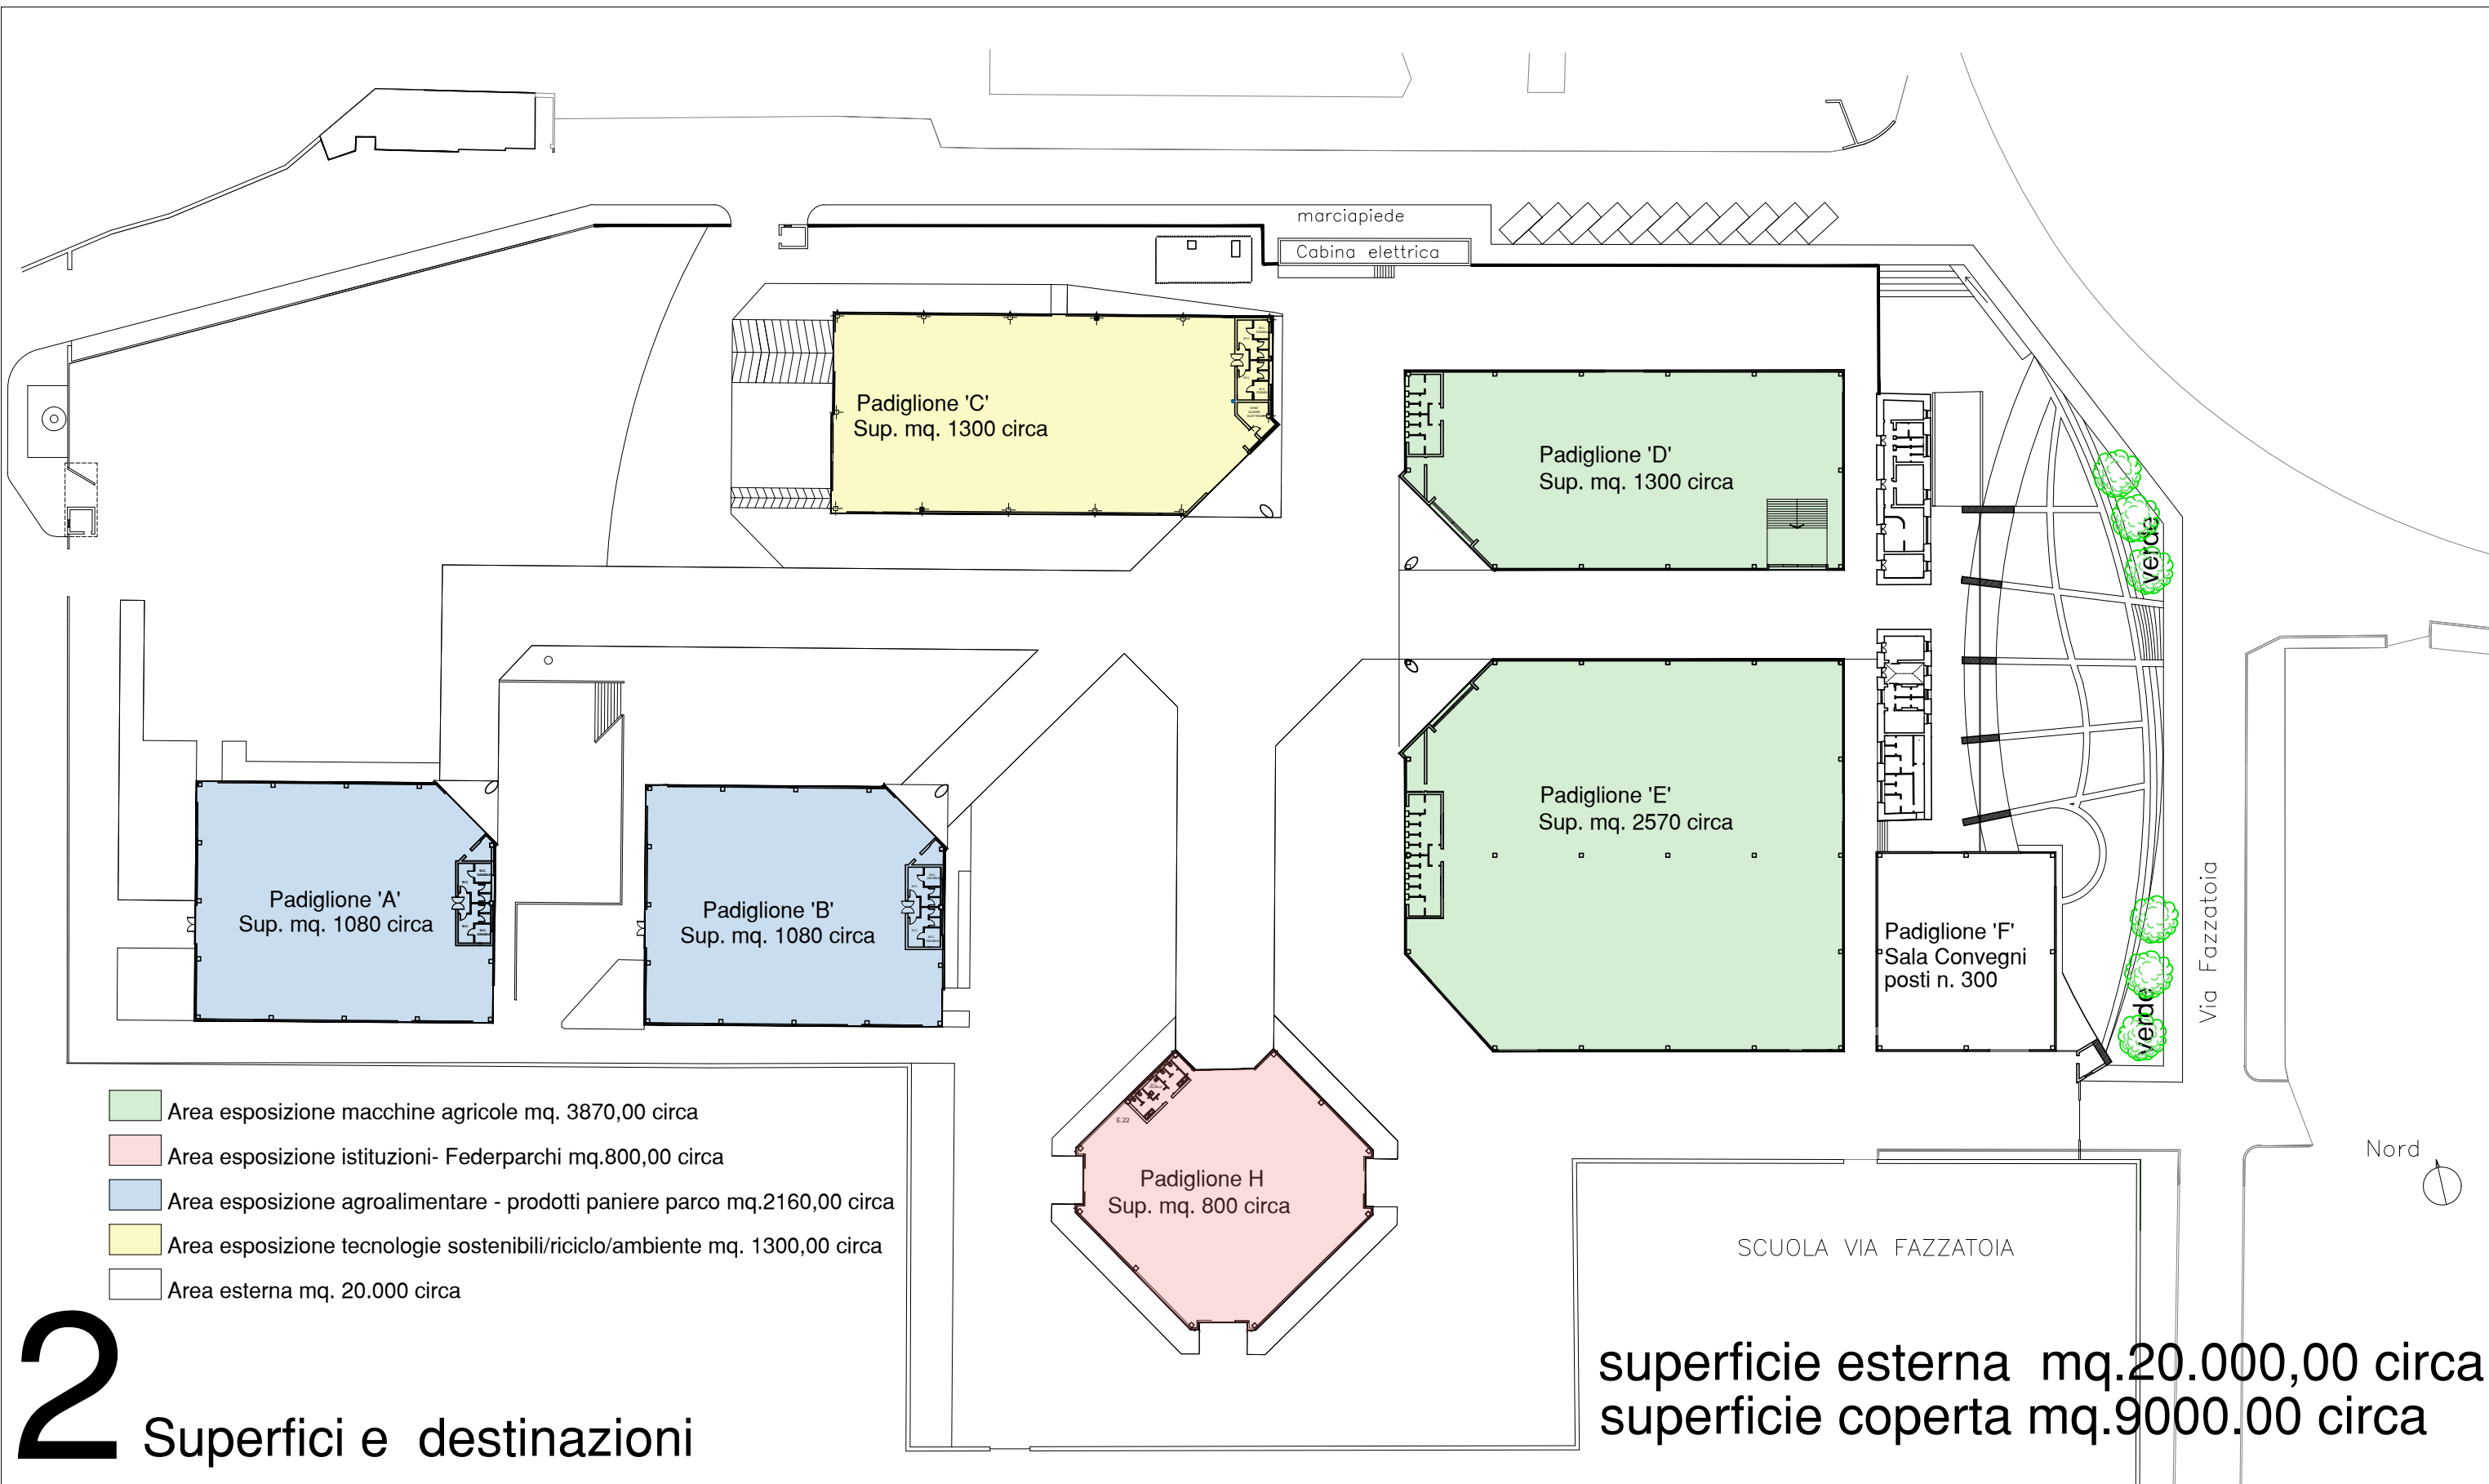 marciapiede
Cabina elettrica
Padiglione 'C'
Sup. mq. 1300 circa
Padiglione 'D'
Sup. mq. 1300 circa
verde
Padiglione 'E'
Sup. mq. 2570 circa
Padiglione 'A'
Sup. mq. 1080 circa
Padiglione 'B'
Sup. mq. 1080 circa
Padiglione 'F'
Sala Convegni
posti n. 300
verde
Via Fazzatoia
E.22
Padiglione H
Sup. mq. 800 circa
Nord
SCUOLA VIA FAZZATOIA
Area esposizione macchine agricole mq. 3870,00 circa
Area esposizione istituzioni- Federparchi mq.800,00 circa
Area esposizione agroalimentare - prodotti paniere parco mq.2160,00 circa
Area esposizione tecnologie sostenibili/riciclo/ambiente mq. 1300,00 circa
Area esterna mq. 20.000 circa
2 Superfici e destinazioni
superficie esterna mq.20.000,00 circa
superficie coperta mq.9000.00 circa